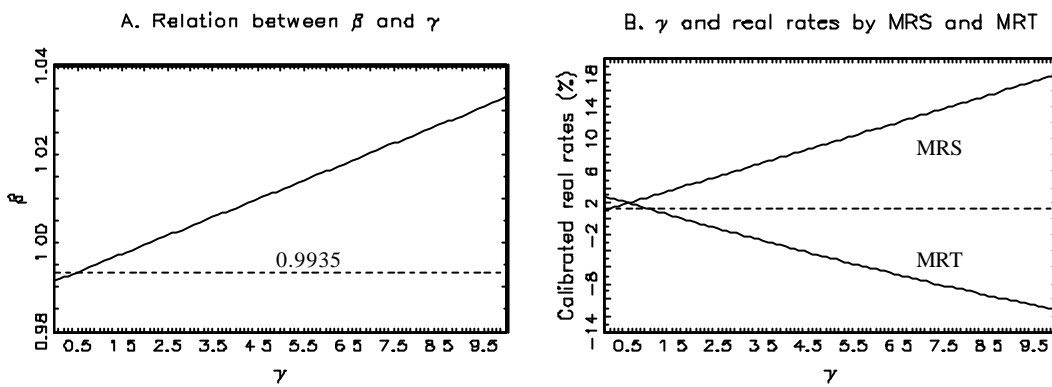 A. Relation between β and γ
β
1.04
1.02
1.00
0.98
0.9935
0.5 1 5 2.5 3.5 4.5 5.5 6.5 7.5 8 5 9.5
γ
B. γ and real rates by MRS and MRT
Calibrated real rates (%)
18
14
10
6
2
-2
-8
-14
MRS
MRT
0.5 1 5 2.5 3 5 4 5 5 5 6 5 7.5 8 5 9.5
γ